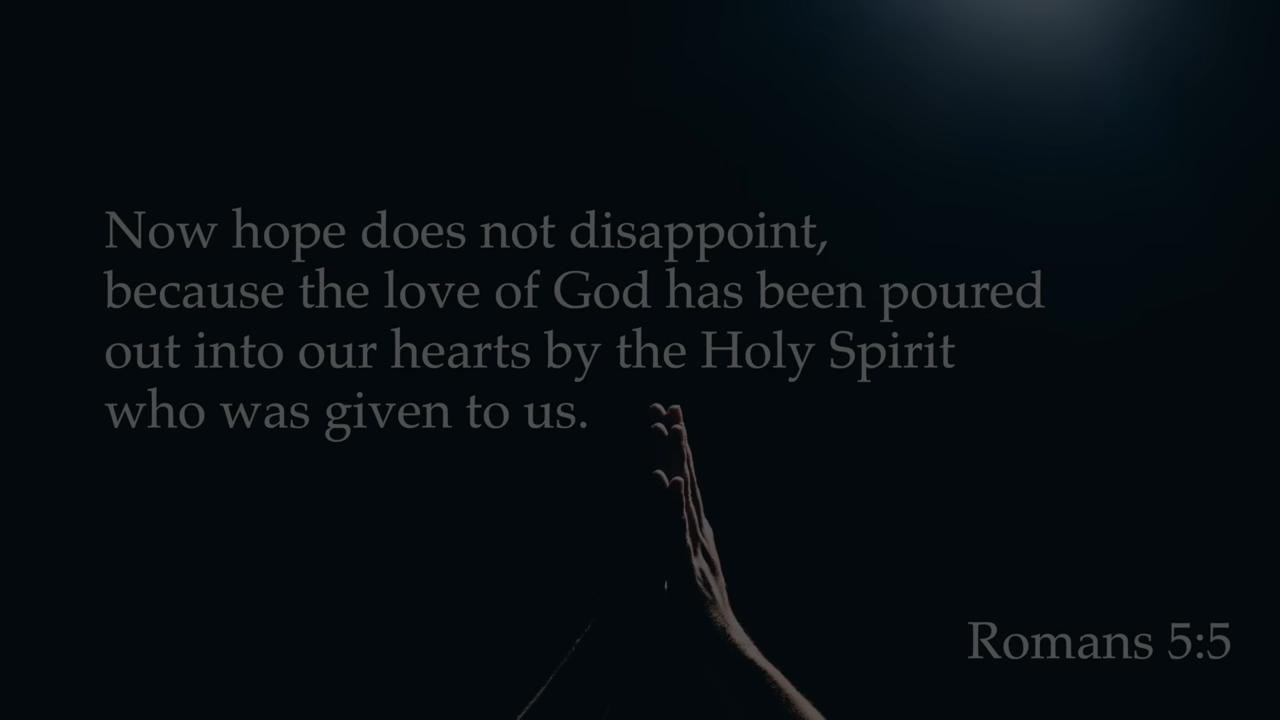 Now hope does not disappoint,
because the love of God has been poured
out into our hearts by the Holy Spirit
who was given to us.
Romans 5:5